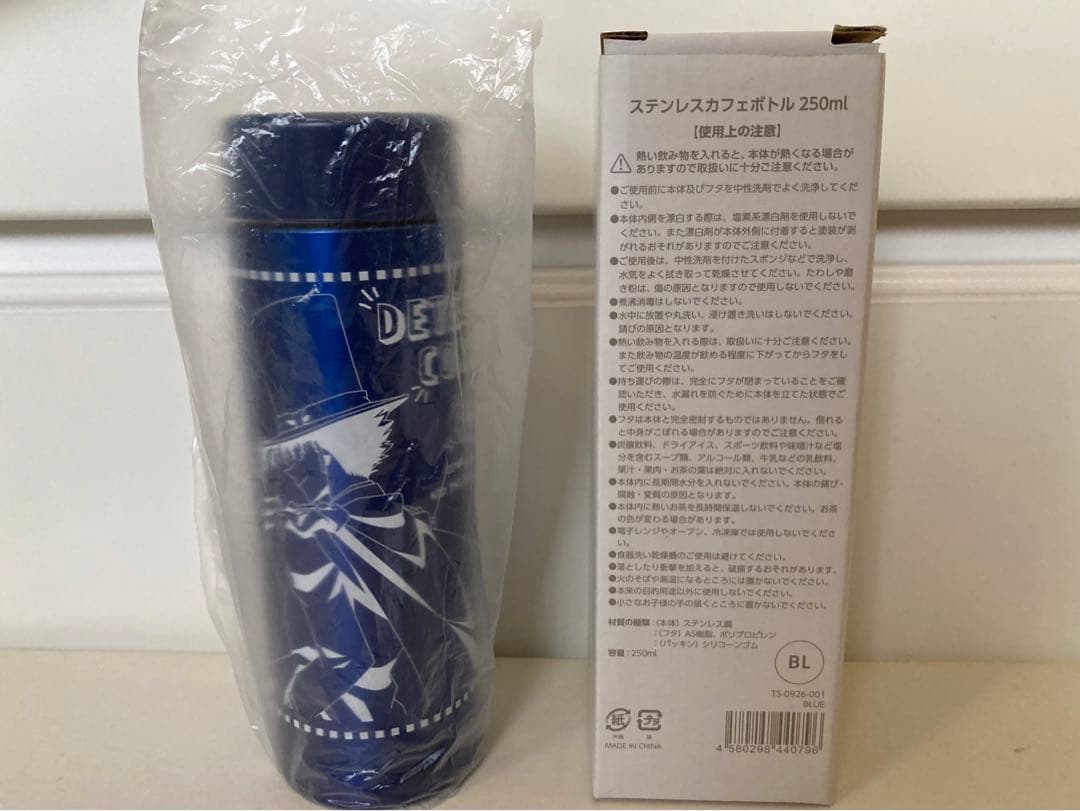 DET
C
ステンレスカフェボトル 250ml
【使用上の注意】
熱い飲み物を入れると、本体が熱くなる場合が
ありますので取扱いに十分ご注意ください。
●ご使用前に本体及びフタを中性洗剤でよく洗浄してくだ
さい。
●本体内側を漂白する際は、塩素系漂白剤を使用しないで
ください。また漂白剤が本体外側に付着すると塗装が剥
がれるおそれがありますのでご注意ください。
●ご使用後は、中性洗剤を付けたスポンジなどで洗浄し、
水気をよく拭き取って乾燥させてください。たわしや磨
き粉は、傷の原因となりますので使用しないでください。
●煮沸消毒はしないでください。
●水中に放置や丸洗い、浸け置き洗いはしないでください。
錆びの原因となります。
●熱い飲み物を入れる際は、取扱いに十分ご注意ください。
また飲み物の温度が飲める程度に下がってからフタをし
てご使用ください。
●持ち運びの際は、完全にフタが閉まっていることをご確
認いただき、水漏れを防ぐために本体を立てた状態でご
使用ください。
●フタは本体と完全密封するものではありません。倒れる
と中身がこぼれる場合がありますのでご注意ください。
●炭酸飲料、ドライアイス、スポーツ飲料や味噌汁など塩
分を含むスープ類、アルコール類、牛乳などの乳飲料、
果汁・果肉・お茶の葉は絶対に入れないでください。
●本体内に長期間水分を入れないでください。本体の錆び・
腐蝕・変質の原因となります。
●本体内に熱いお茶を長時間保温しないでください。お茶
の色が変わる場合があります。
●電子レンジやオーブン、冷凍庫では使用しないでくださ
い。
●食器洗い乾燥機のご使用は避けてください。
●落としたり衝撃を加えると、破損するおそれがあります。
●火のそばや高温になるところには置かないでください。
●本来の目的用途以外に使用しないでください。
●小さなお子様の手の届くところに置かないでください。
材質の種類：（本体）ステンレス鋼
：（フタ）AS樹脂、ポリプロピレン
：（パッキン）シリコーンゴム
容量：250ml
BL
TS-0926-001
BLUE
紙
プラ
外箱
袋
MADE IN CHINA
4 580298 440796